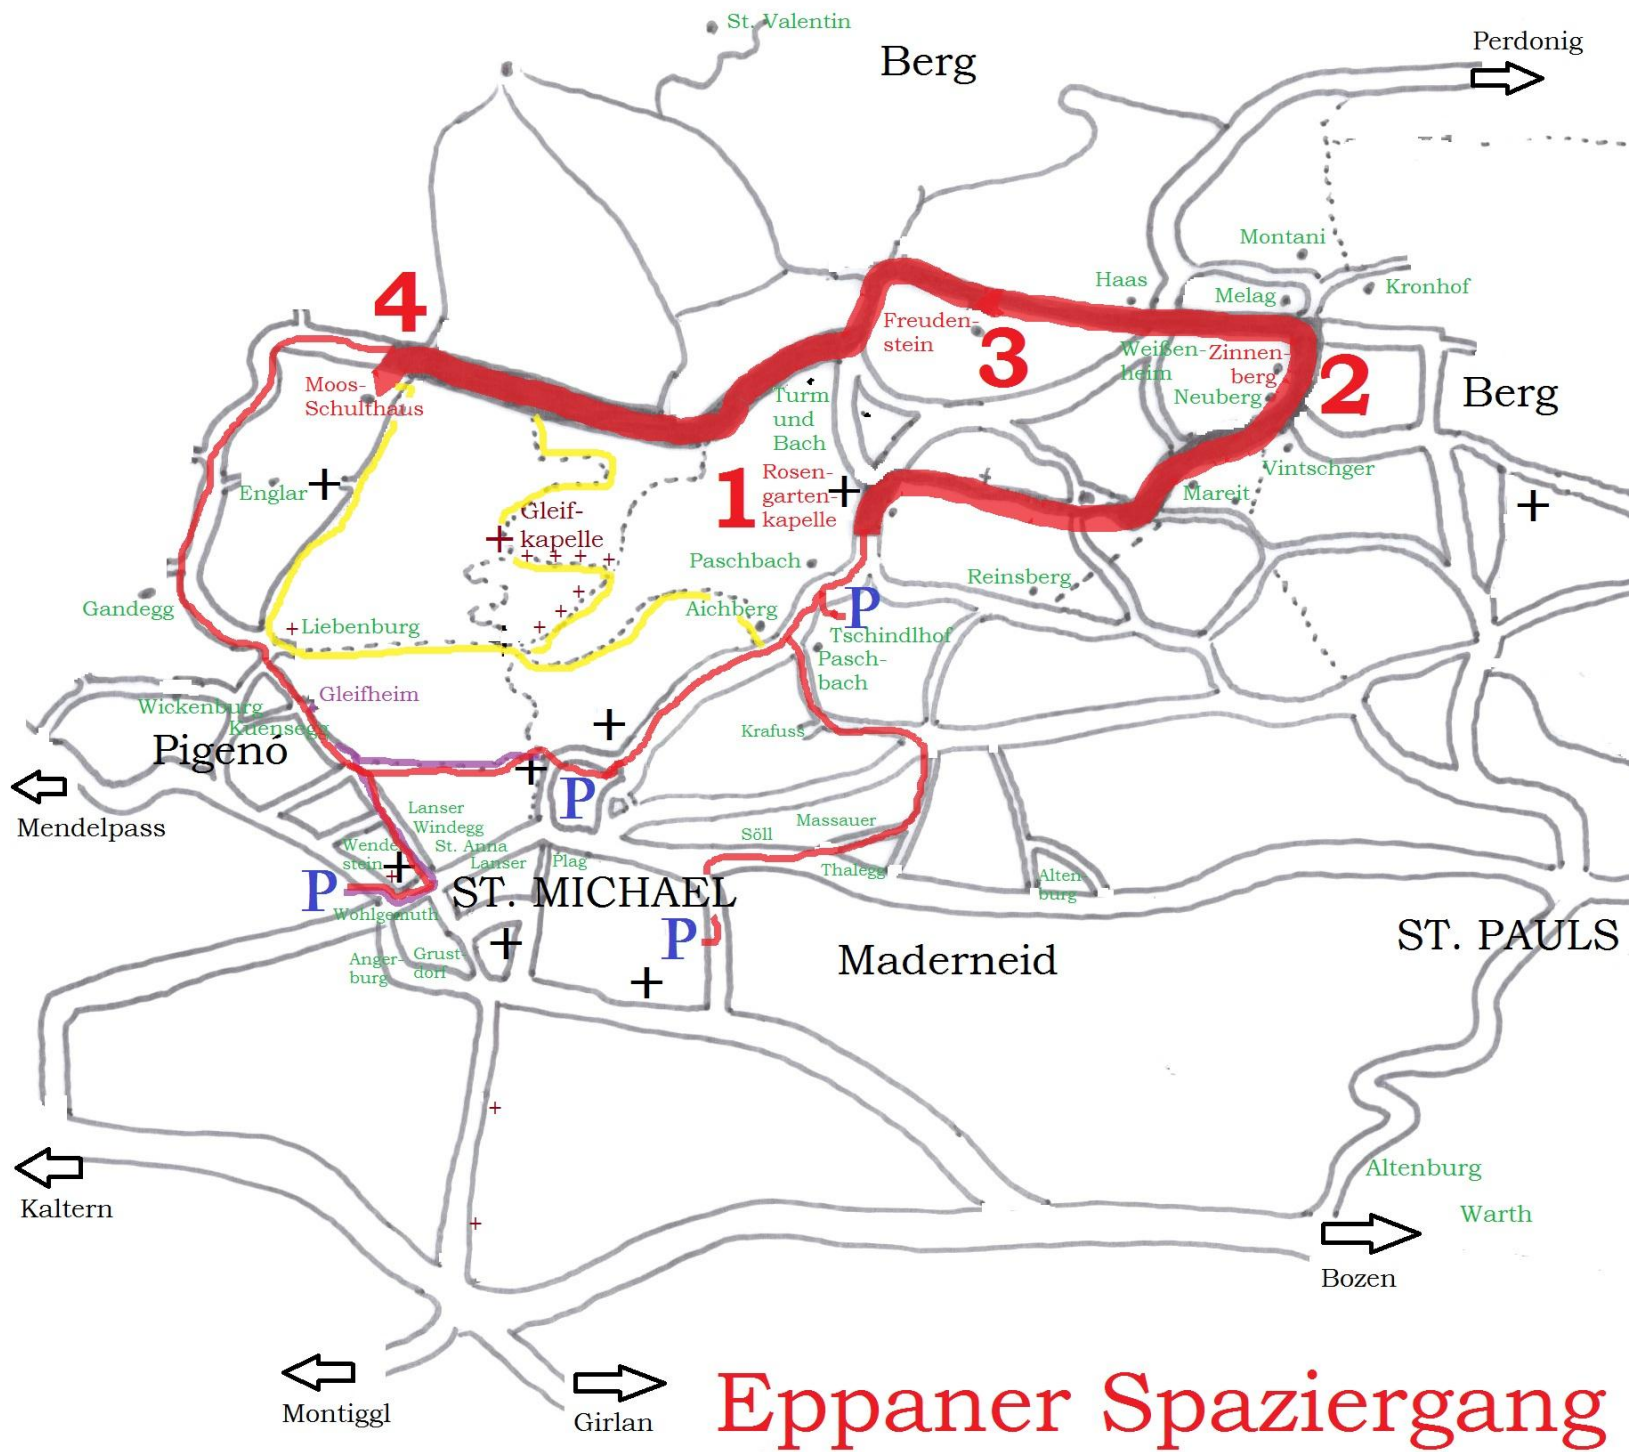 St. Valentin
Berg
Perdonig
Montani
Haas
Melag
Kronhof
4
Freuden-
stein
3
Weißen-
heim
Zinnen-
berg
Neuberg
2
Berg
Moos-
Schulthaus
Turm
und
Bach
Vintschger
Mareit
1
Rosen-
garten-
kapelle
Englar
Gleif-
kapelle
Paschbach
Reinsberg
Gandegg
Liebenburg
Aichberg
P
Tschindlhof
Pasch-
bach
Gleifheim
Wickenburg
Kuensegg
Pigenó
Krafuss
Mendelpass
P
Lanser
Windegg
St. Anna
Lanser
Wende
stein
Plag
Söll
Massauer
Thalegg
Alten-
burg
P
ST. MICHAEL
Wohlgemuth
P
Maderneid
ST. PAULS
Anger-
burg
Grust-
dorf
Kaltern
Altenburg
Warth
Bozen
Montiggl
Girlan
Eppaner Spaziergang